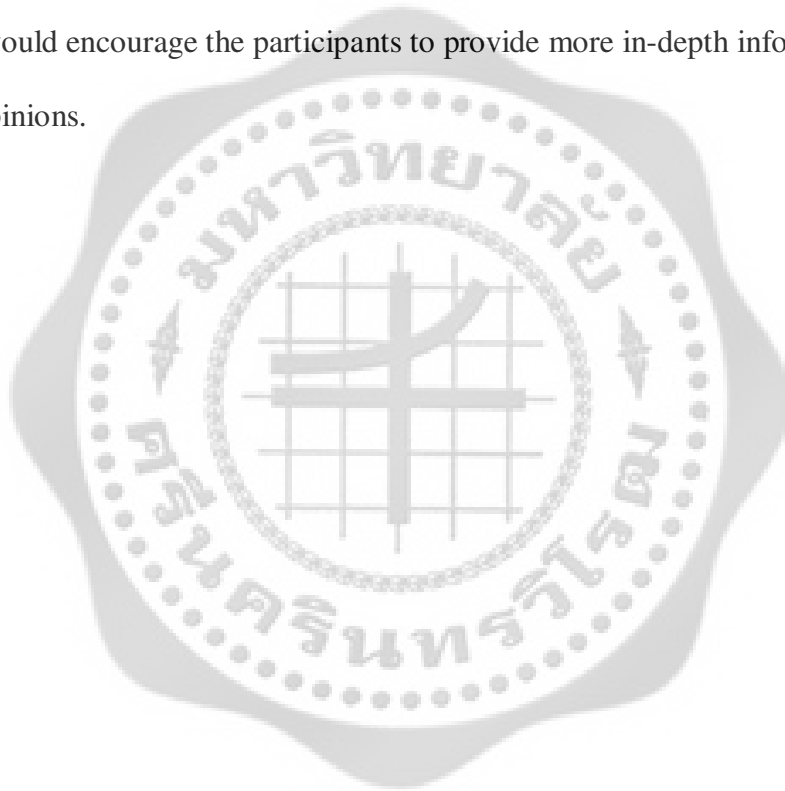 ould encourage the participants to provide more in-depth info
pinions.
มหาวิทยาลัย
ศรีนครินทรวิโรฒ